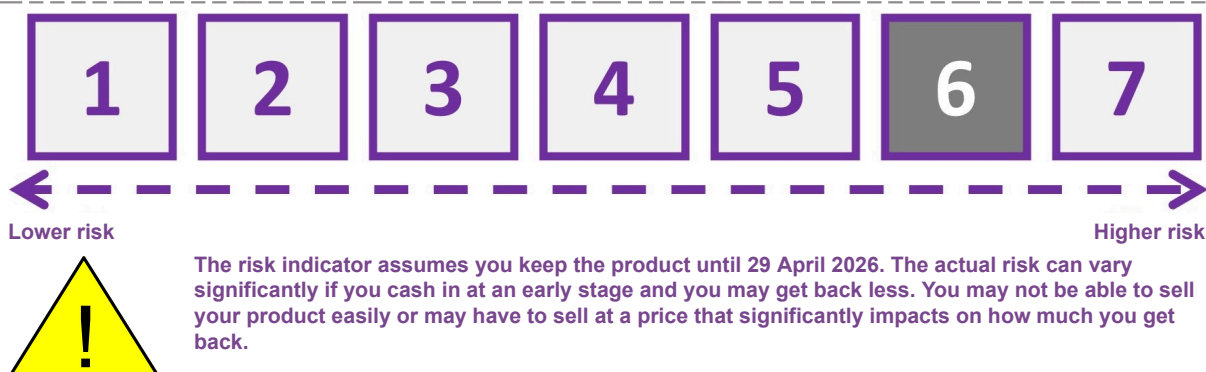 1 2 3 4 5 6 7
Lower risk Higher risk
The risk indicator assumes you keep the product until 29 April 2026. The actual risk can vary
significantly if you cash in at an early stage and you may get back less. You may not be able to sell
your product easily or may have to sell at a price that significantly impacts on how much you get
back.
!